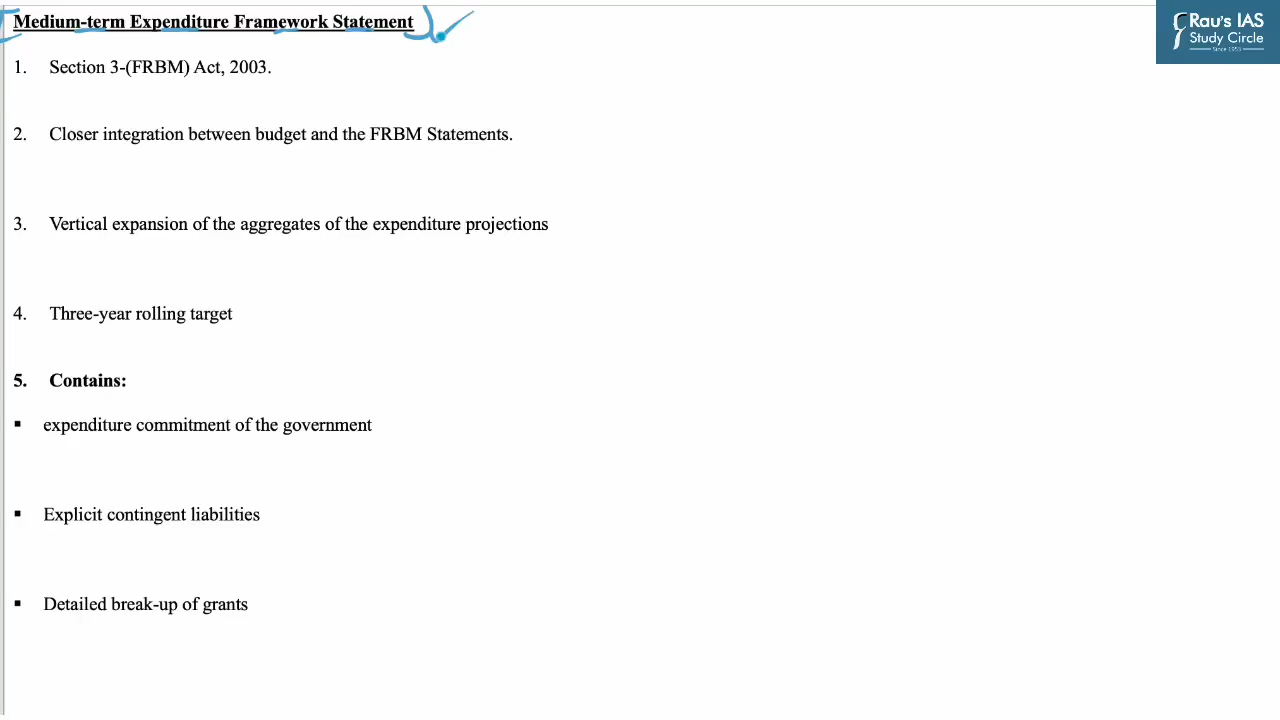 Medium-term Expenditure Framework Statement
Rau's IAS
Study Circle
Since 1953
1. Section 3-(FRBM) Act, 2003.
2. Closer integration between budget and the FRBM Statements.
3. Vertical expansion of the aggregates of the expenditure projections
4. Three-year rolling target
5. Contains:
▪ expenditure commitment of the government
▪ Explicit contingent liabilities
▪ Detailed break-up of grants